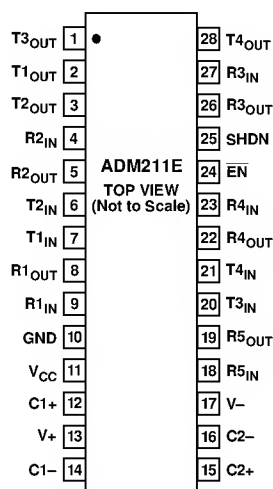 T3OUT 1 28 T4OUT
T1OUT 2 27 R3IN
T2OUT 3 26 R3OUT
R2IN 4 25 SHDN
R2OUT 5 ADM211E 24 EN
T2IN 6 TOP VIEW (Not to Scale) 23 R4IN
T1IN 7 22 R4OUT
R1OUT 8 21 T4IN
R1IN 9 20 T3IN
GND 10 19 R5OUT
VCC 11 18 R5IN
C1+ 12 17 V–
V+ 13 16 C2–
C1– 14 15 C2+